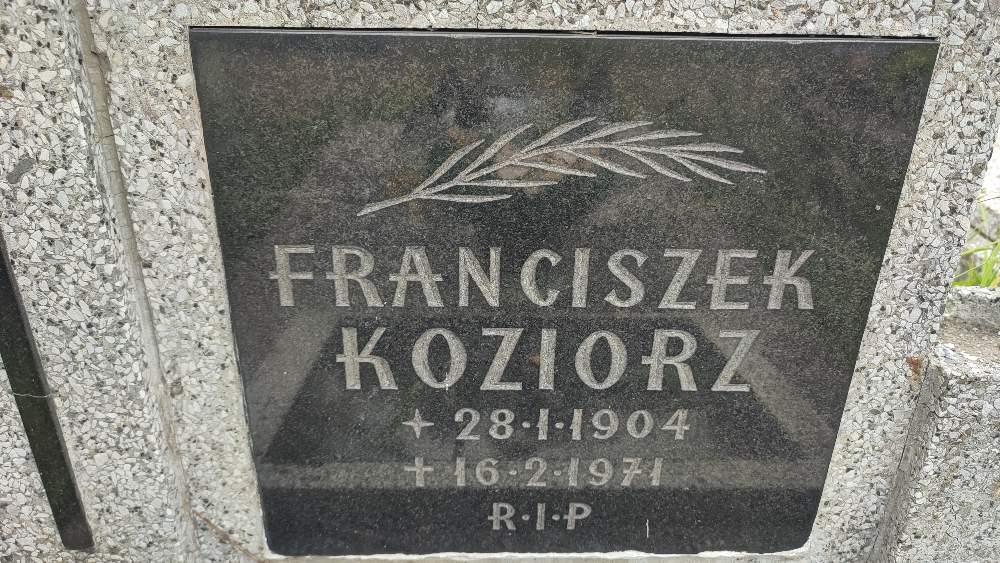 FRANCISZEK
KOZIORZ
✦ 28·1·1904
+ 16·2·1971
R·I·P